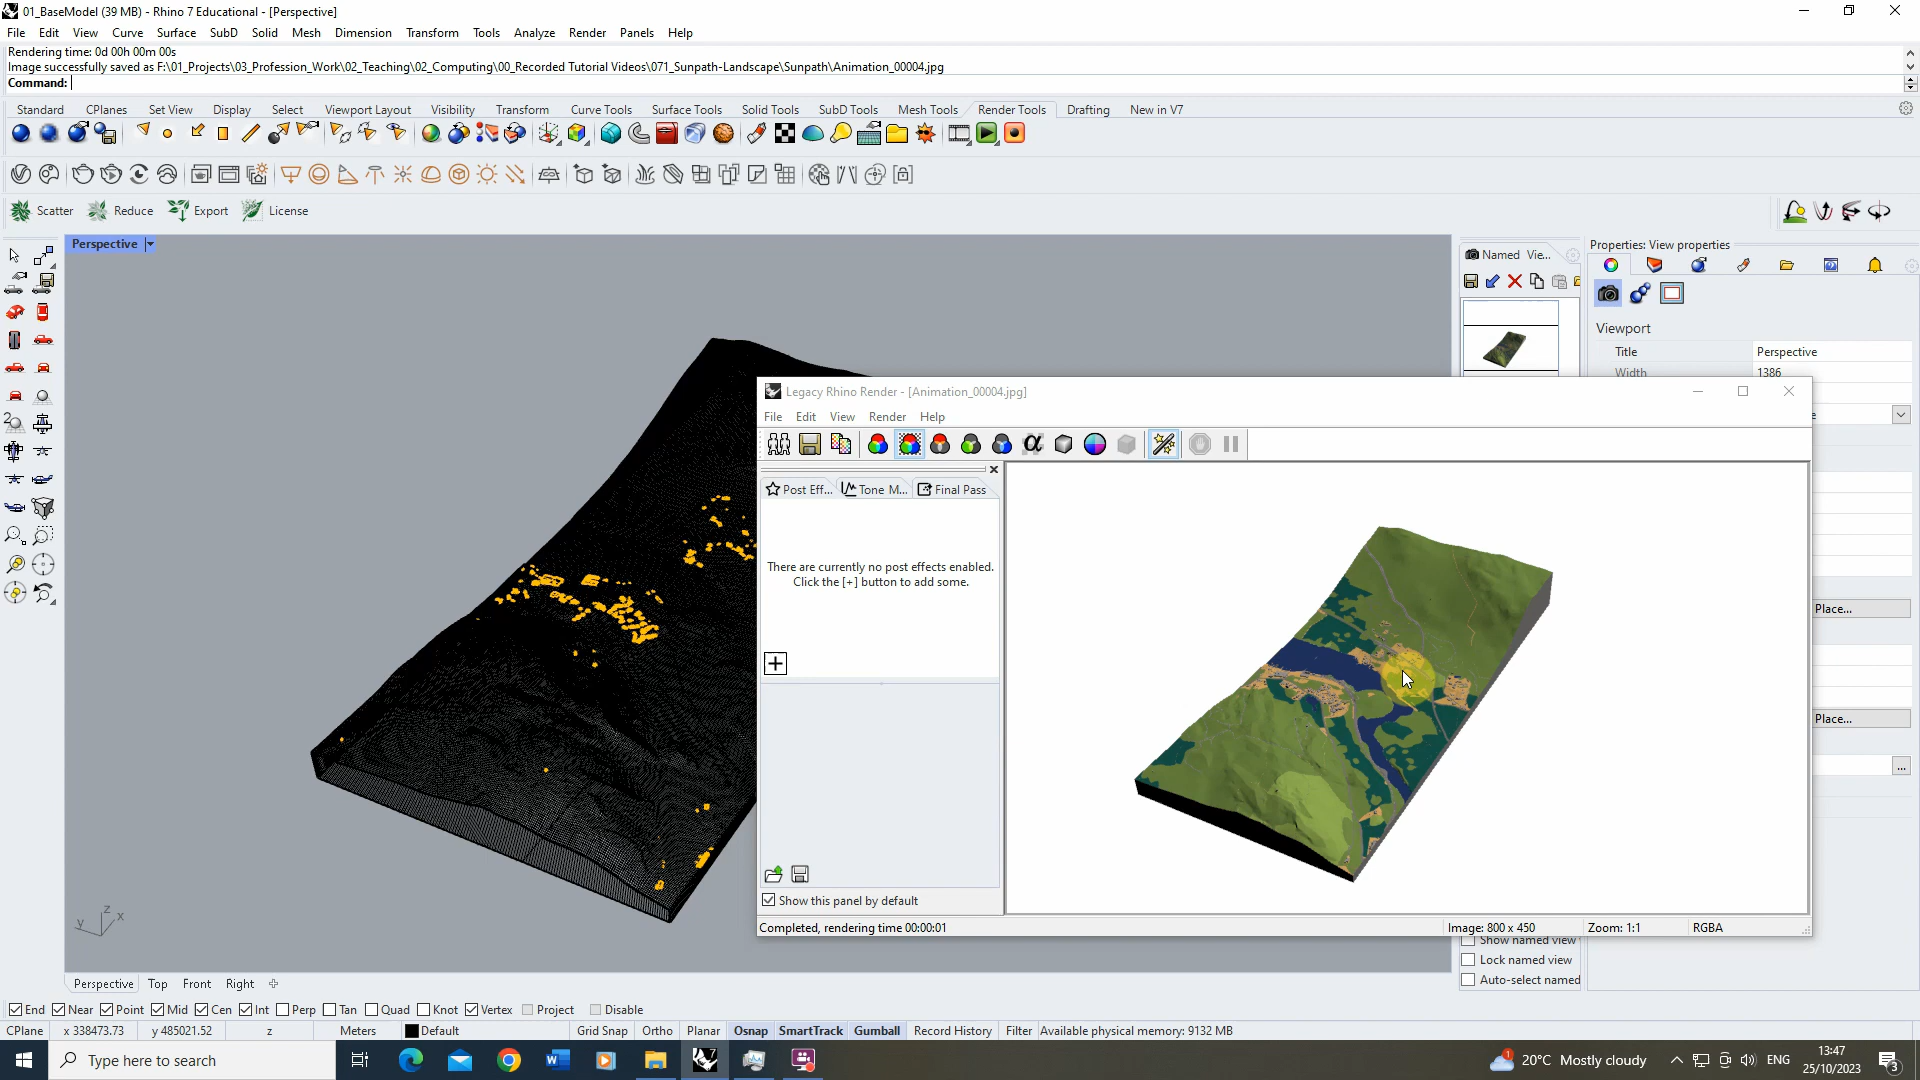 01_BaseModel (39 MB) - Rhino 7 Educational - [Perspective]
File Edit View Curve Surface SubD Solid Mesh Dimension Transform Tools Analyze Render Panels Help
Rendering time: 0d 00h 00m 00s
Image successfully saved as F:\01_Projects\03_Profession_Work\02_Teaching\02_Computing\00_Recorded Tutorial Videos\071_Sunpath-Landscape\Sunpath\Animation_00004.jpg
Command:
Standard CPlanes Set View Display Select Viewport Layout Visibility Transform Curve Tools Surface Tools Solid Tools SubD Tools Mesh Tools Render Tools Drafting New in V7
Scatter Reduce Export License
Perspective
Named Vie...
Properties: View properties
Viewport
Title Perspective
Width 1386
Legacy Rhino Render - [Animation_00004.jpg]
File Edit View Render Help
Post Eff... Tone M... Final Pass
There are currently no post effects enabled.
Click the [+] button to add some.
Place...
Place...
...
Show this panel by default
Completed, rendering time 00:00:01
Image: 800 x 450 Zoom: 1:1 RGBA
Show named view
Lock named view
Auto-select named
z
y x
Perspective Top Front Right
End Near Point Mid Cen Int Perp Tan Quad Knot Vertex Project Disable
CPlane x 338473.73 y 485021.52 z Meters Default Grid Snap Ortho Planar Osnap SmartTrack Gumball Record History Filter Available physical memory: 9132 MB
Type here to search
20°C Mostly cloudy
ENG
13:47
25/10/2023
3